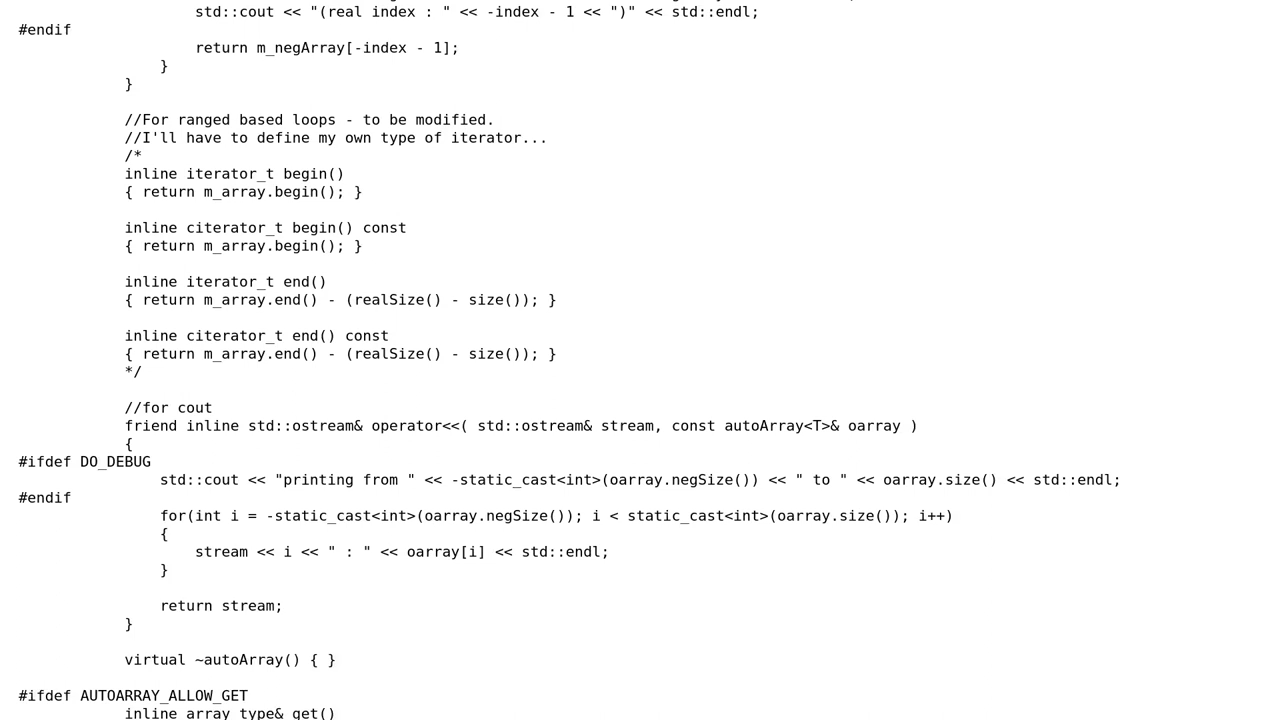 std::cout << "(real index : " << -index - 1 << ")" << std::endl;
#endif
return m_negArray[-index - 1];
}
}
//For ranged based loops - to be modified.
//I'll have to define my own type of iterator...
/*
inline iterator_t begin()
{ return m_array.begin(); }
inline citerator_t begin() const
{ return m_array.begin(); }
inline iterator_t end()
{ return m_array.end() - (realSize() - size()); }
inline citerator_t end() const
{ return m_array.end() - (realSize() - size()); }
*/
//for cout
friend inline std::ostream& operator<<( std::ostream& stream, const autoArray<T>& oarray )
{
#ifdef DO_DEBUG
std::cout << "printing from " << -static_cast<int>(oarray.negSize()) << " to " << oarray.size() << std::endl;
#endif
for(int i = -static_cast<int>(oarray.negSize()); i < static_cast<int>(oarray.size()); i++)
{
stream << i << " : " << oarray[i] << std::endl;
}
return stream;
}
virtual ~autoArray() { }
#ifdef AUTOARRAY_ALLOW_GET
inline array_type& get()